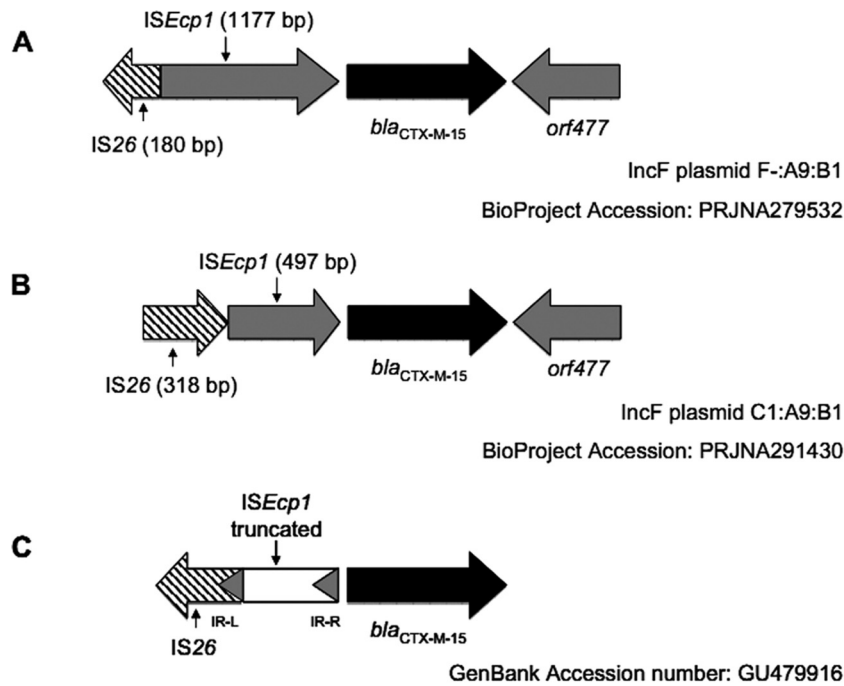 ISEcp1 (1177 bp)
A
IS26 (180 bp)
blaCTX-M-15
orf477
IncF plasmid F-:A9:B1
BioProject Accession: PRJNA279532
ISEcp1 (497 bp)
B
IS26 (318 bp)
blaCTX-M-15
orf477
IncF plasmid C1:A9:B1
BioProject Accession: PRJNA291430
ISEcp1
truncated
C
IR-L
IR-R
IS26
blaCTX-M-15
GenBank Accession number: GU479916